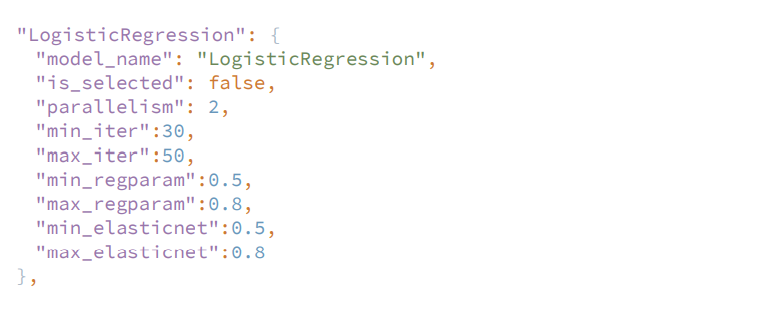 "LogisticRegression": {
"model_name": "LogisticRegression",
"is_selected": false,
"parallelism": 2,
"min_iter":30,
"max_iter":50,
"min_regparam":0.5,
"max_regparam":0.8,
"min_elasticnet":0.5,
"max_elasticnet":0.8
},